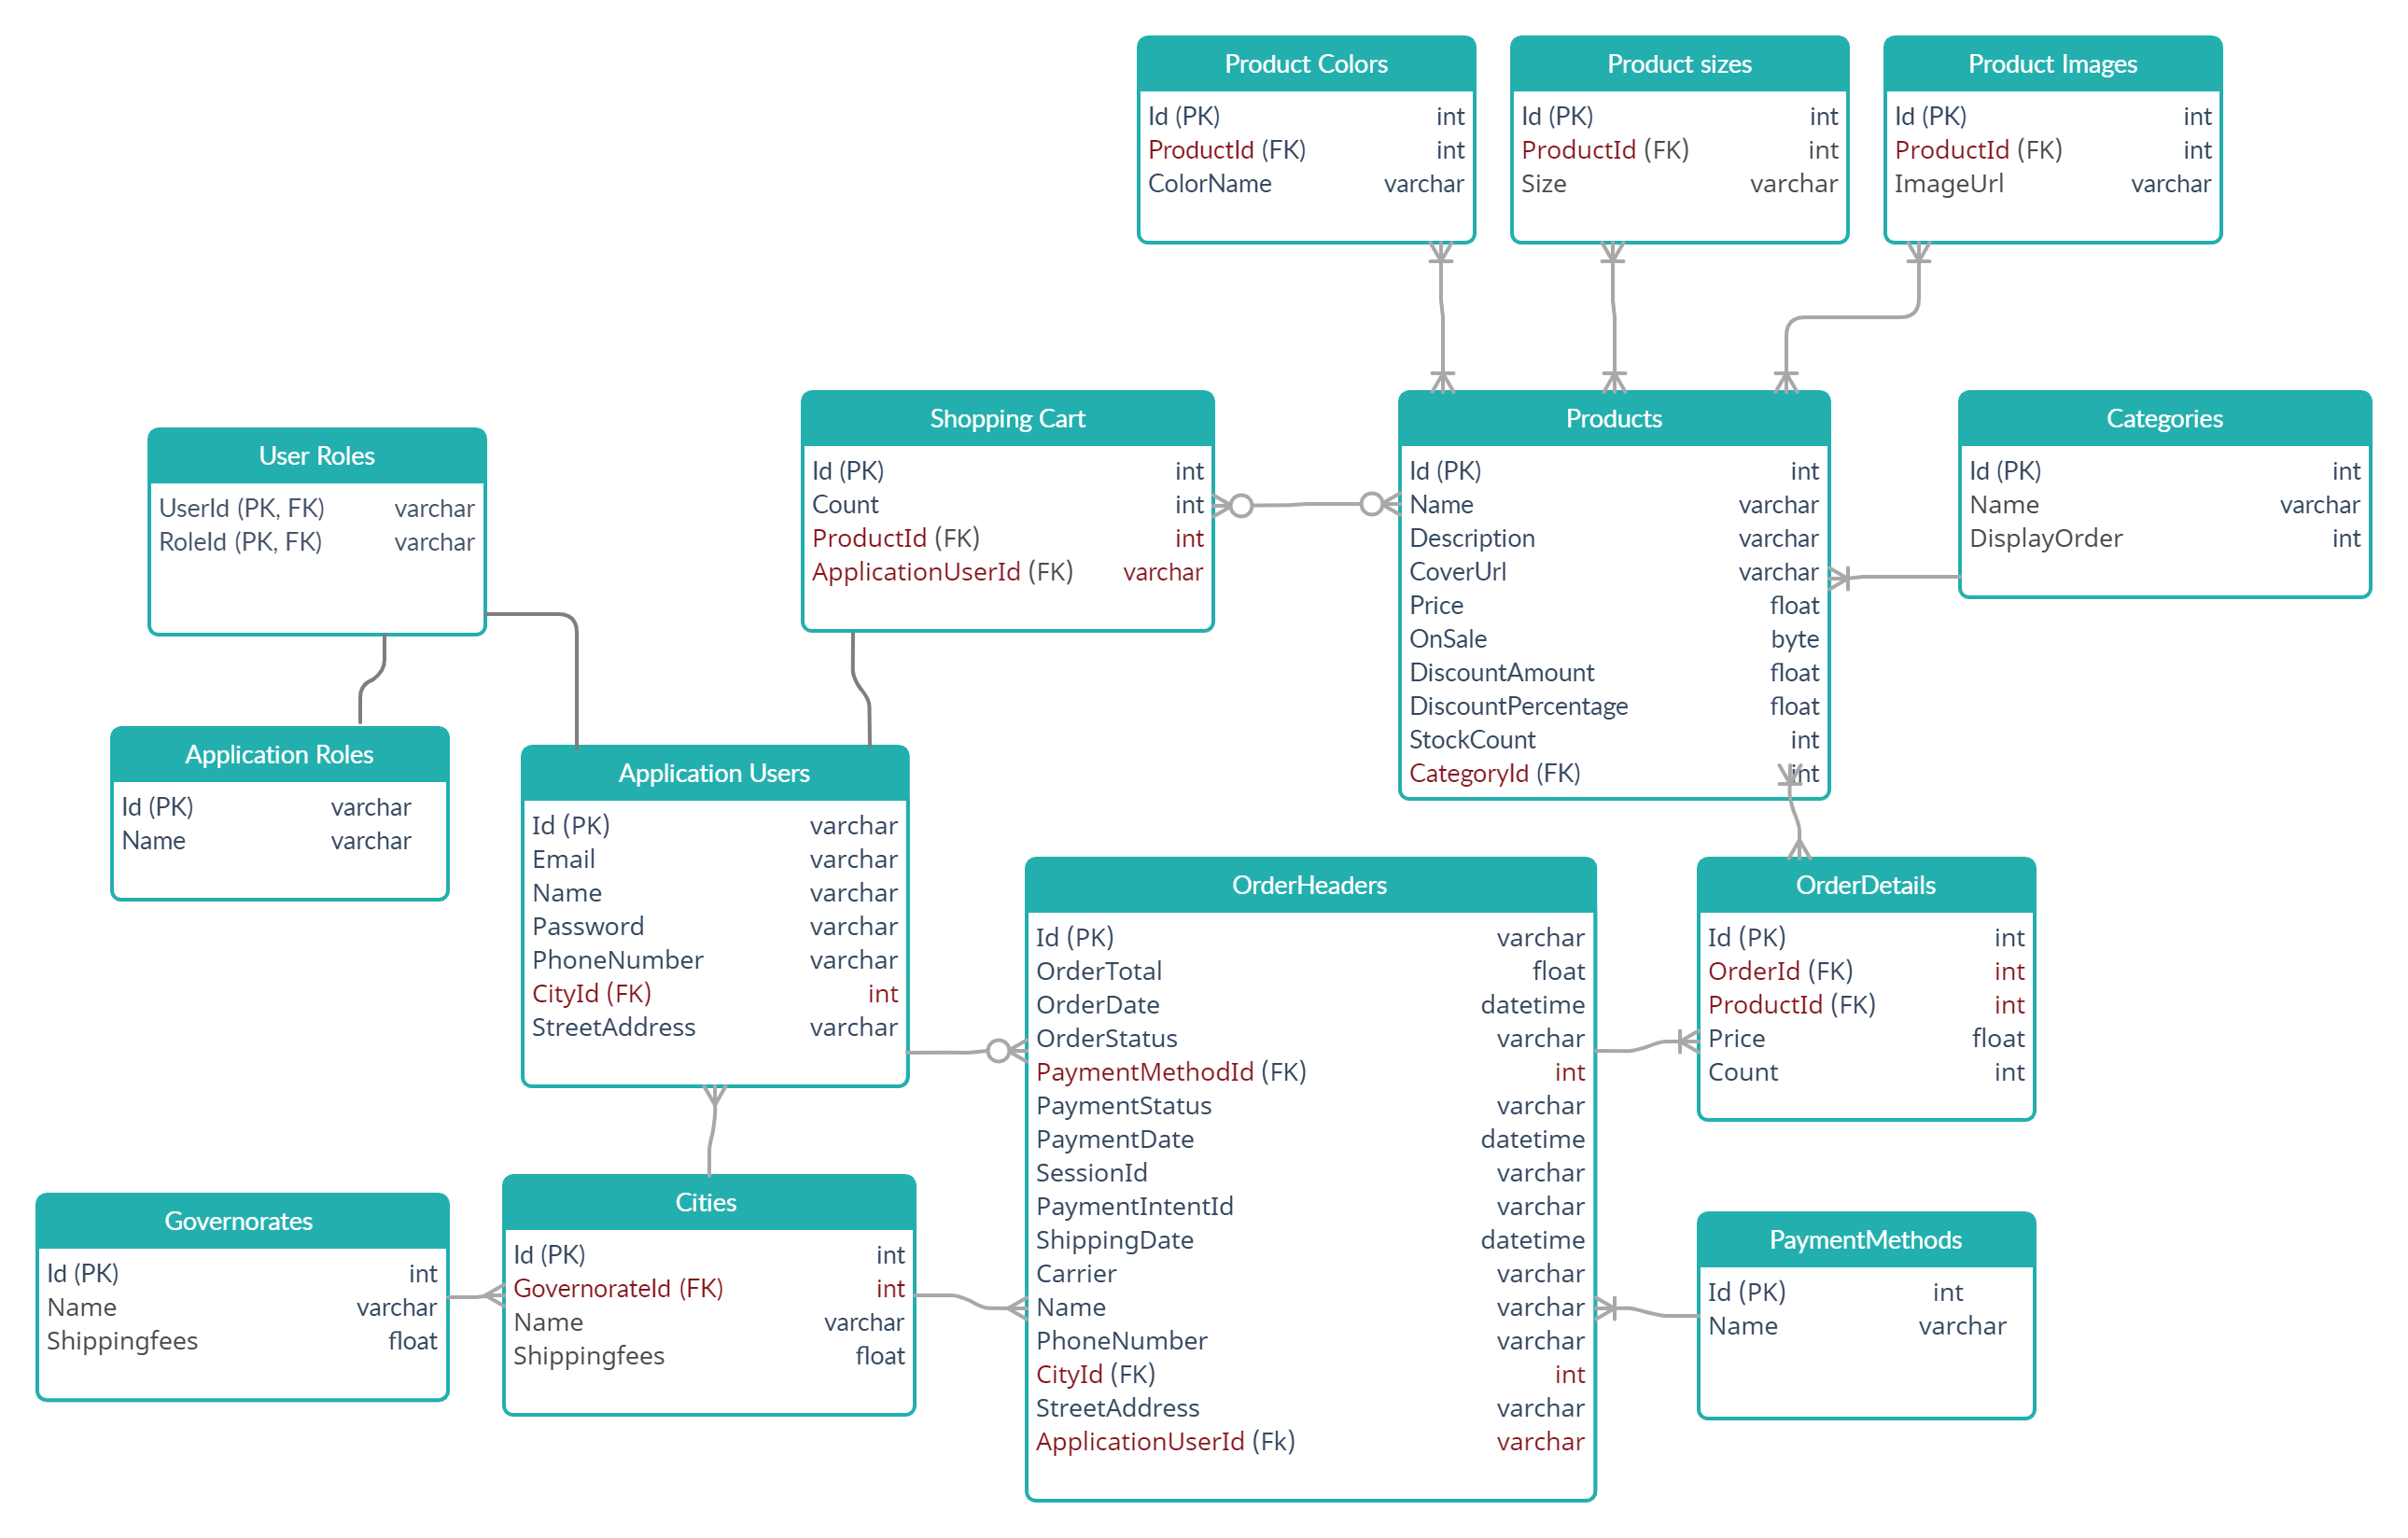 Product Colors
Id (PK) int
ProductId (FK) int
ColorName varchar
Product sizes
Id (PK) int
ProductId (FK) int
Size varchar
Product Images
Id (PK) int
ProductId (FK) int
ImageUrl varchar
User Roles
UserId (PK, FK) varchar
RoleId (PK, FK) varchar
Shopping Cart
Id (PK) int
Count int
ProductId (FK) int
ApplicationUserId (FK) varchar
Products
Id (PK) int
Name varchar
Description varchar
CoverUrl varchar
Price float
OnSale byte
DiscountAmount float
DiscountPercentage float
StockCount int
CategoryId (FK) int
Categories
Id (PK) int
Name varchar
DisplayOrder int
Application Roles
Id (PK) varchar
Name varchar
Application Users
Id (PK) varchar
Email varchar
Name varchar
Password varchar
PhoneNumber varchar
CityId (FK) int
StreetAddress varchar
OrderHeaders
Id (PK) varchar
OrderTotal float
OrderDate datetime
OrderStatus varchar
PaymentMethodId (FK) int
PaymentStatus varchar
PaymentDate datetime
SessionId varchar
PaymentIntentId varchar
ShippingDate datetime
Carrier varchar
Name varchar
PhoneNumber varchar
CityId (FK) int
StreetAddress varchar
ApplicationUserId (Fk) varchar
OrderDetails
Id (PK) int
OrderId (FK) int
ProductId (FK) int
Price float
Count int
Governorates
Id (PK) int
Name varchar
Shippingfees float
Cities
Id (PK) int
GovernorateId (FK) int
Name varchar
Shippingfees float
PaymentMethods
Id (PK) int
Name varchar